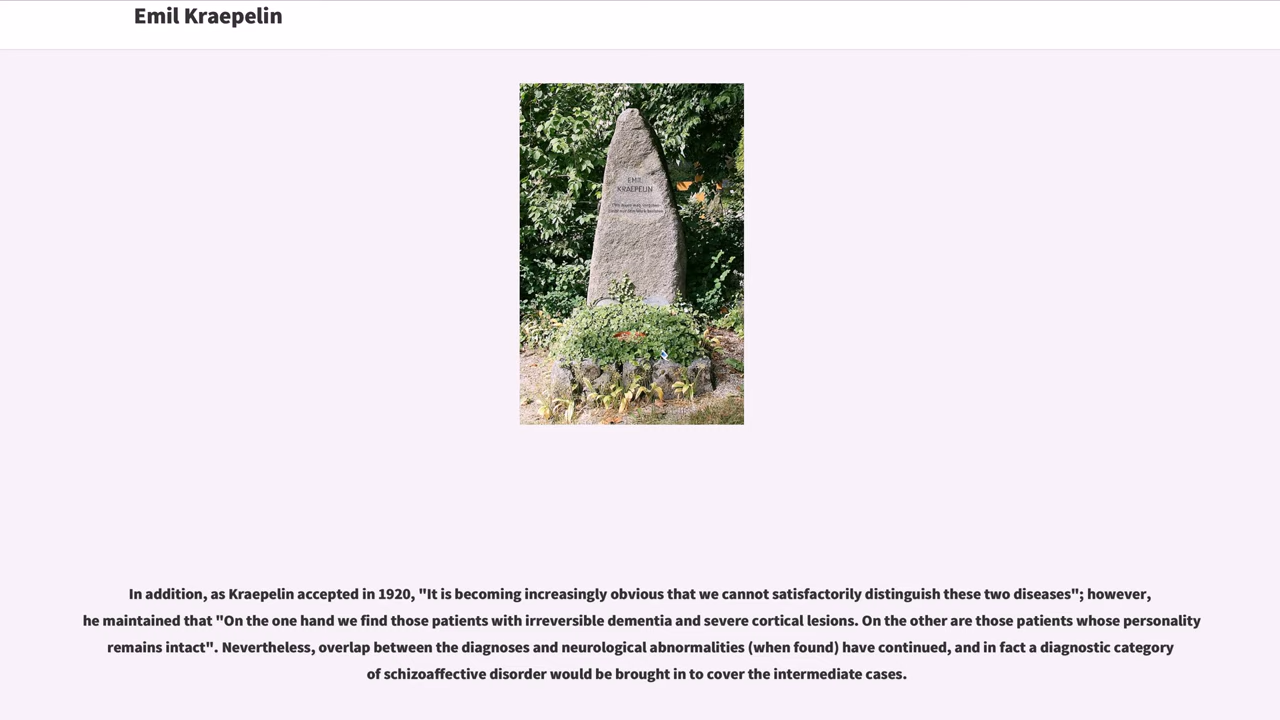 Emil Kraepelin
EMIL
KRAEPELIN
In addition, as Kraepelin accepted in 1920, "It is becoming increasingly obvious that we cannot satisfactorily distinguish these two diseases"; however,
he maintained that "On the one hand we find those patients with irreversible dementia and severe cortical lesions. On the other are those patients whose personality
remains intact". Nevertheless, overlap between the diagnoses and neurological abnormalities (when found) have continued, and in fact a diagnostic category
of schizoaffective disorder would be brought in to cover the intermediate cases.